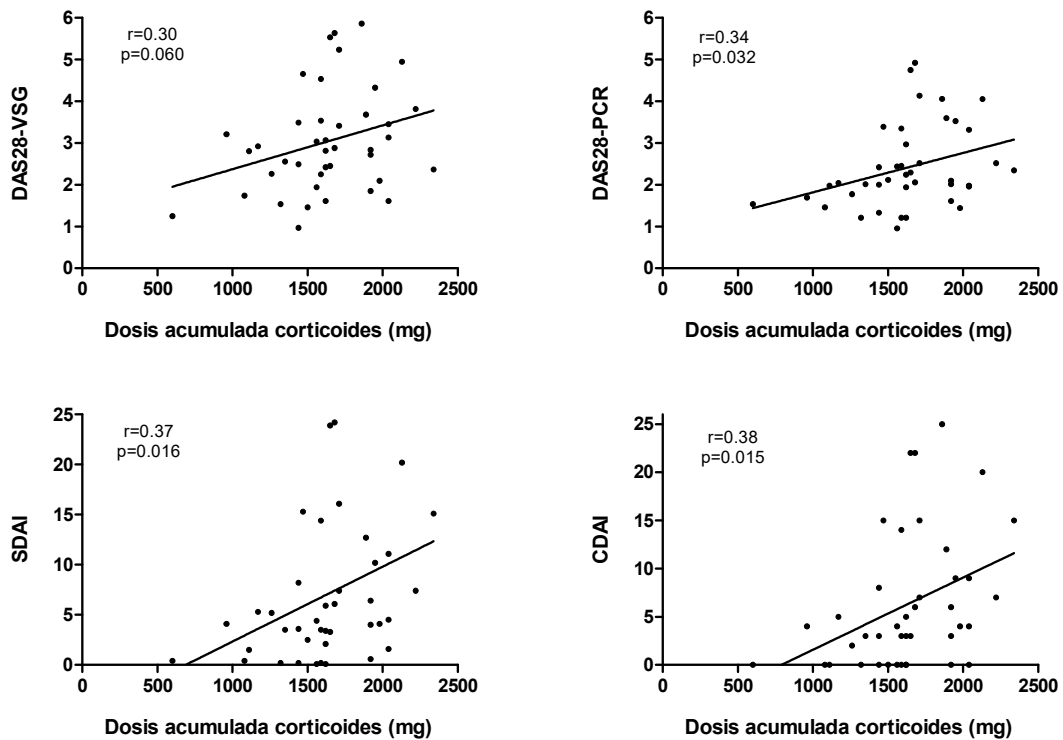 r=0.30
p=0.060
DAS28-VSG
6
5
4
3
2
1
0
0 500 1000 1500 2000 2500
Dosis acumulada corticoides (mg)
r=0.34
p=0.032
DAS28-PCR
6
5
4
3
2
1
0
0 500 1000 1500 2000 2500
Dosis acumulada corticoides (mg)
r=0.37
p=0.016
SDAI
25
20
15
10
5
0
0 500 1000 1500 2000 2500
Dosis acumulada corticoides (mg)
r=0.38
p=0.015
CDAI
25
20
15
10
5
0
0 500 1000 1500 2000 2500
Dosis acumulada corticoides (mg)